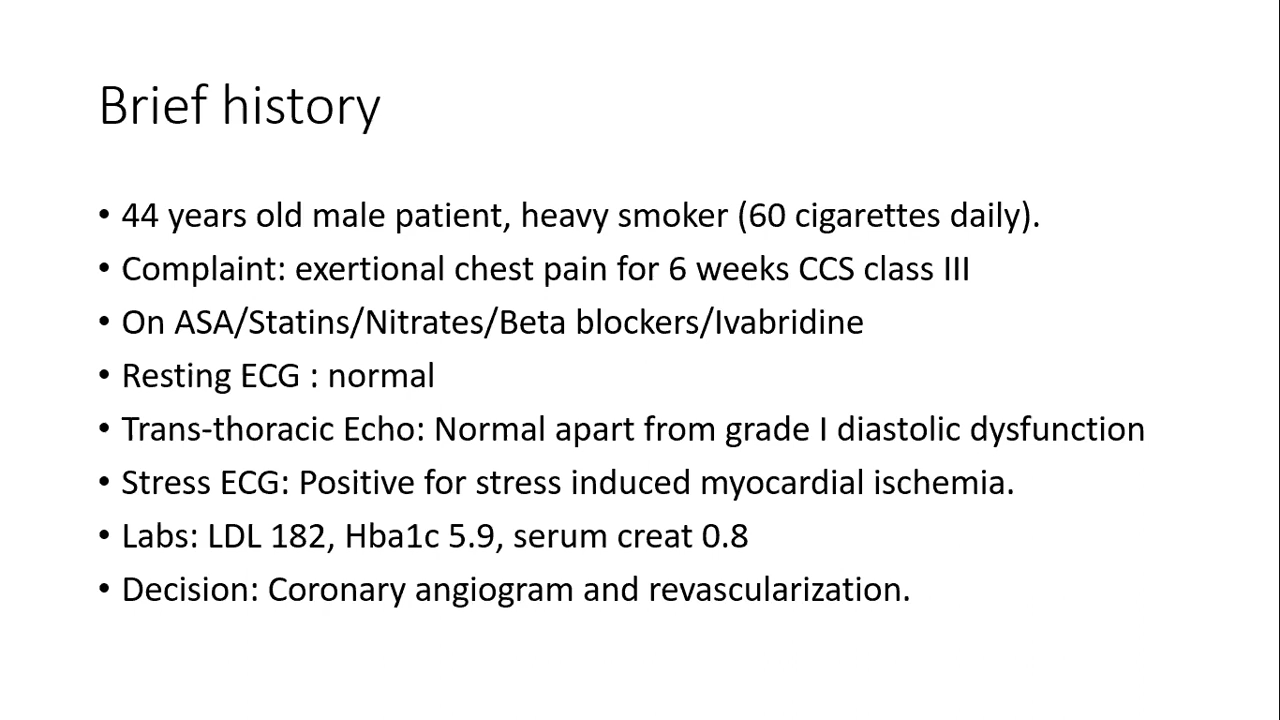 Brief history
• 44 years old male patient, heavy smoker (60 cigarettes daily).
• Complaint: exertional chest pain for 6 weeks CCS class III
• On ASA/Statins/Nitrates/Beta blockers/Ivabridine
• Resting ECG : normal
• Trans-thoracic Echo: Normal apart from grade I diastolic dysfunction
• Stress ECG: Positive for stress induced myocardial ischemia.
• Labs: LDL 182, Hba1c 5.9, serum creat 0.8
• Decision: Coronary angiogram and revascularization.